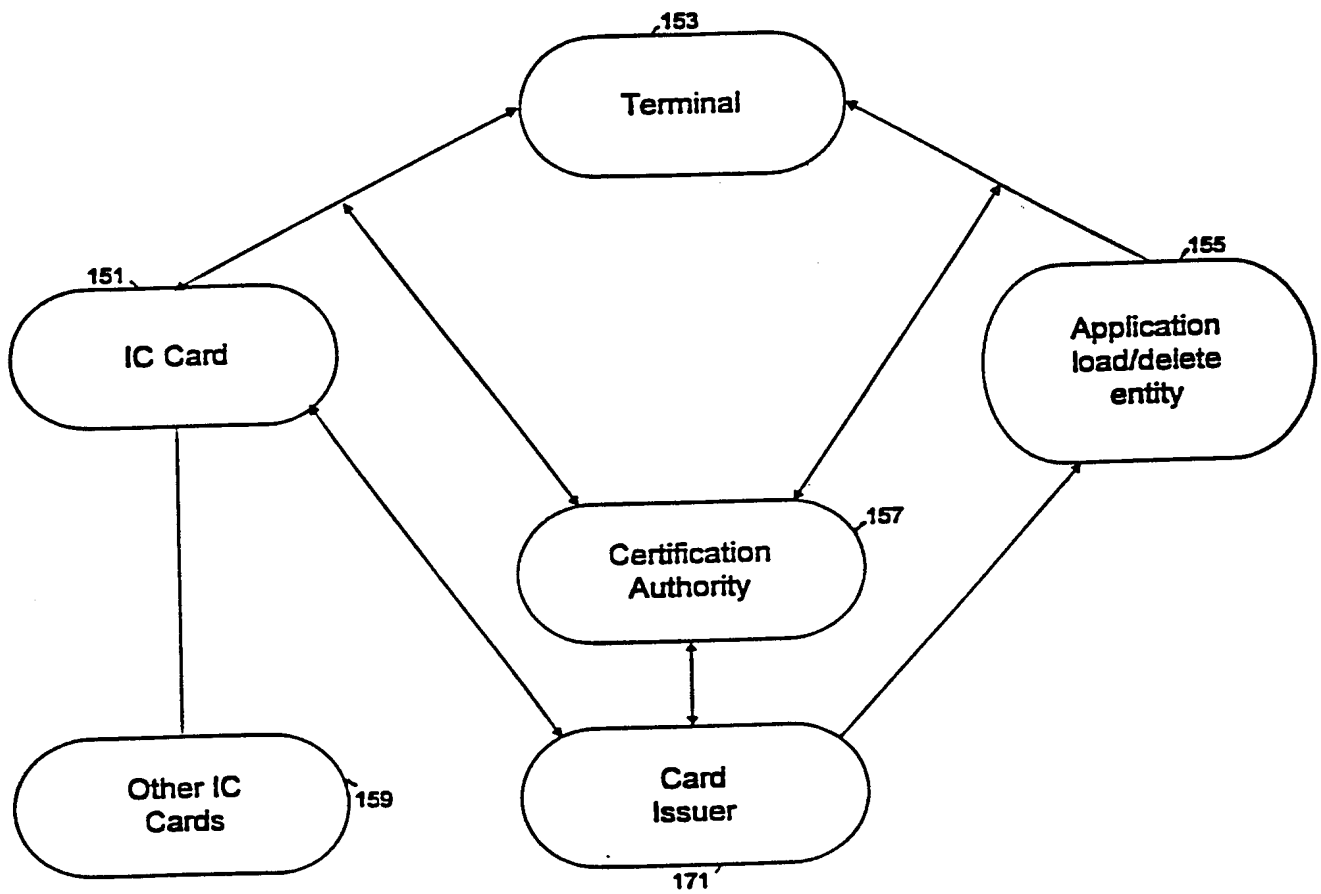 153
Terminal
155
151
IC Card
Application
load/delete
entity
157
Certification
Authority
Other IC
Cards
159
Card
Issuer
171